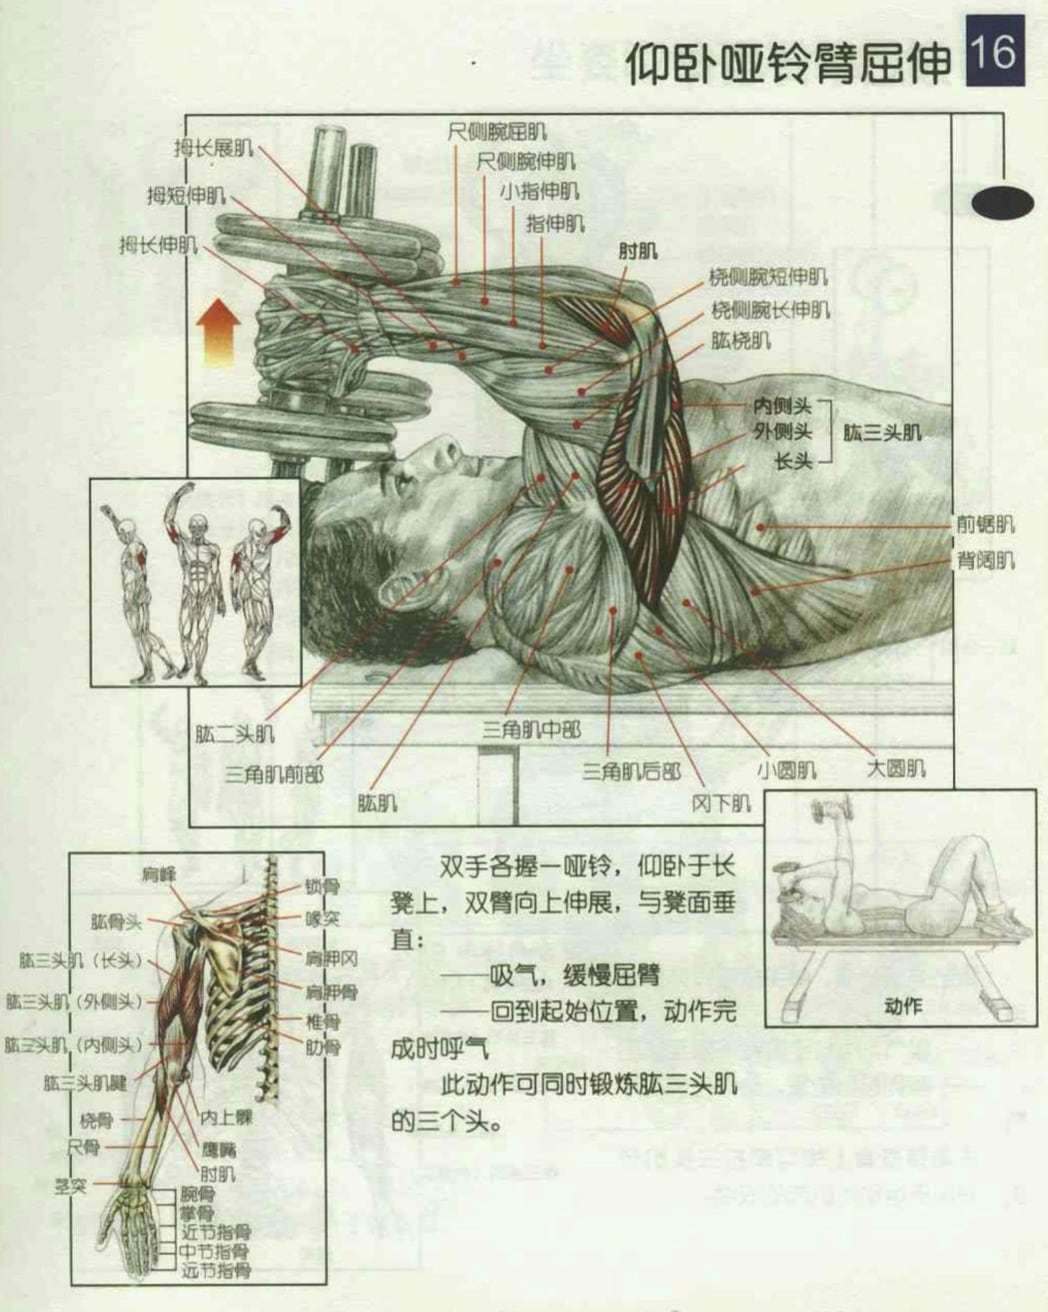 仰卧哑铃臂屈伸
16
尺侧腕屈肌
拇长展肌
尺侧腕伸肌
小指伸肌
拇短伸肌
指伸肌
拇长伸肌
肘肌
桡侧腕短伸肌
桡侧腕长伸肌
肱桡肌
内侧头
外侧头
长头
肱三头肌
前锯肌
背阔肌
肱二头肌
三角肌中部
三角肌前部
三角肌后部
小圆肌
大圆肌
肱肌
冈下肌
双手各握一哑铃，仰卧于长
凳上，双臂向上伸展，与凳面垂
直：
——吸气，缓慢屈臂
——回到起始位置，动作完
成时呼气
此动作可同时锻炼肱三头肌
的三个头。
动作
肩峰
锁骨
肱骨头
喙突
肱三头肌（长头）
肩胛冈
肱三头肌（外侧头）
肩胛骨
椎骨
肱三头肌（内侧头）
肋骨
肱三头肌腱
桡骨
内上髁
尺骨
鹰嘴
肘肌
茎突
腕骨
掌骨
近节指骨
中节指骨
远节指骨